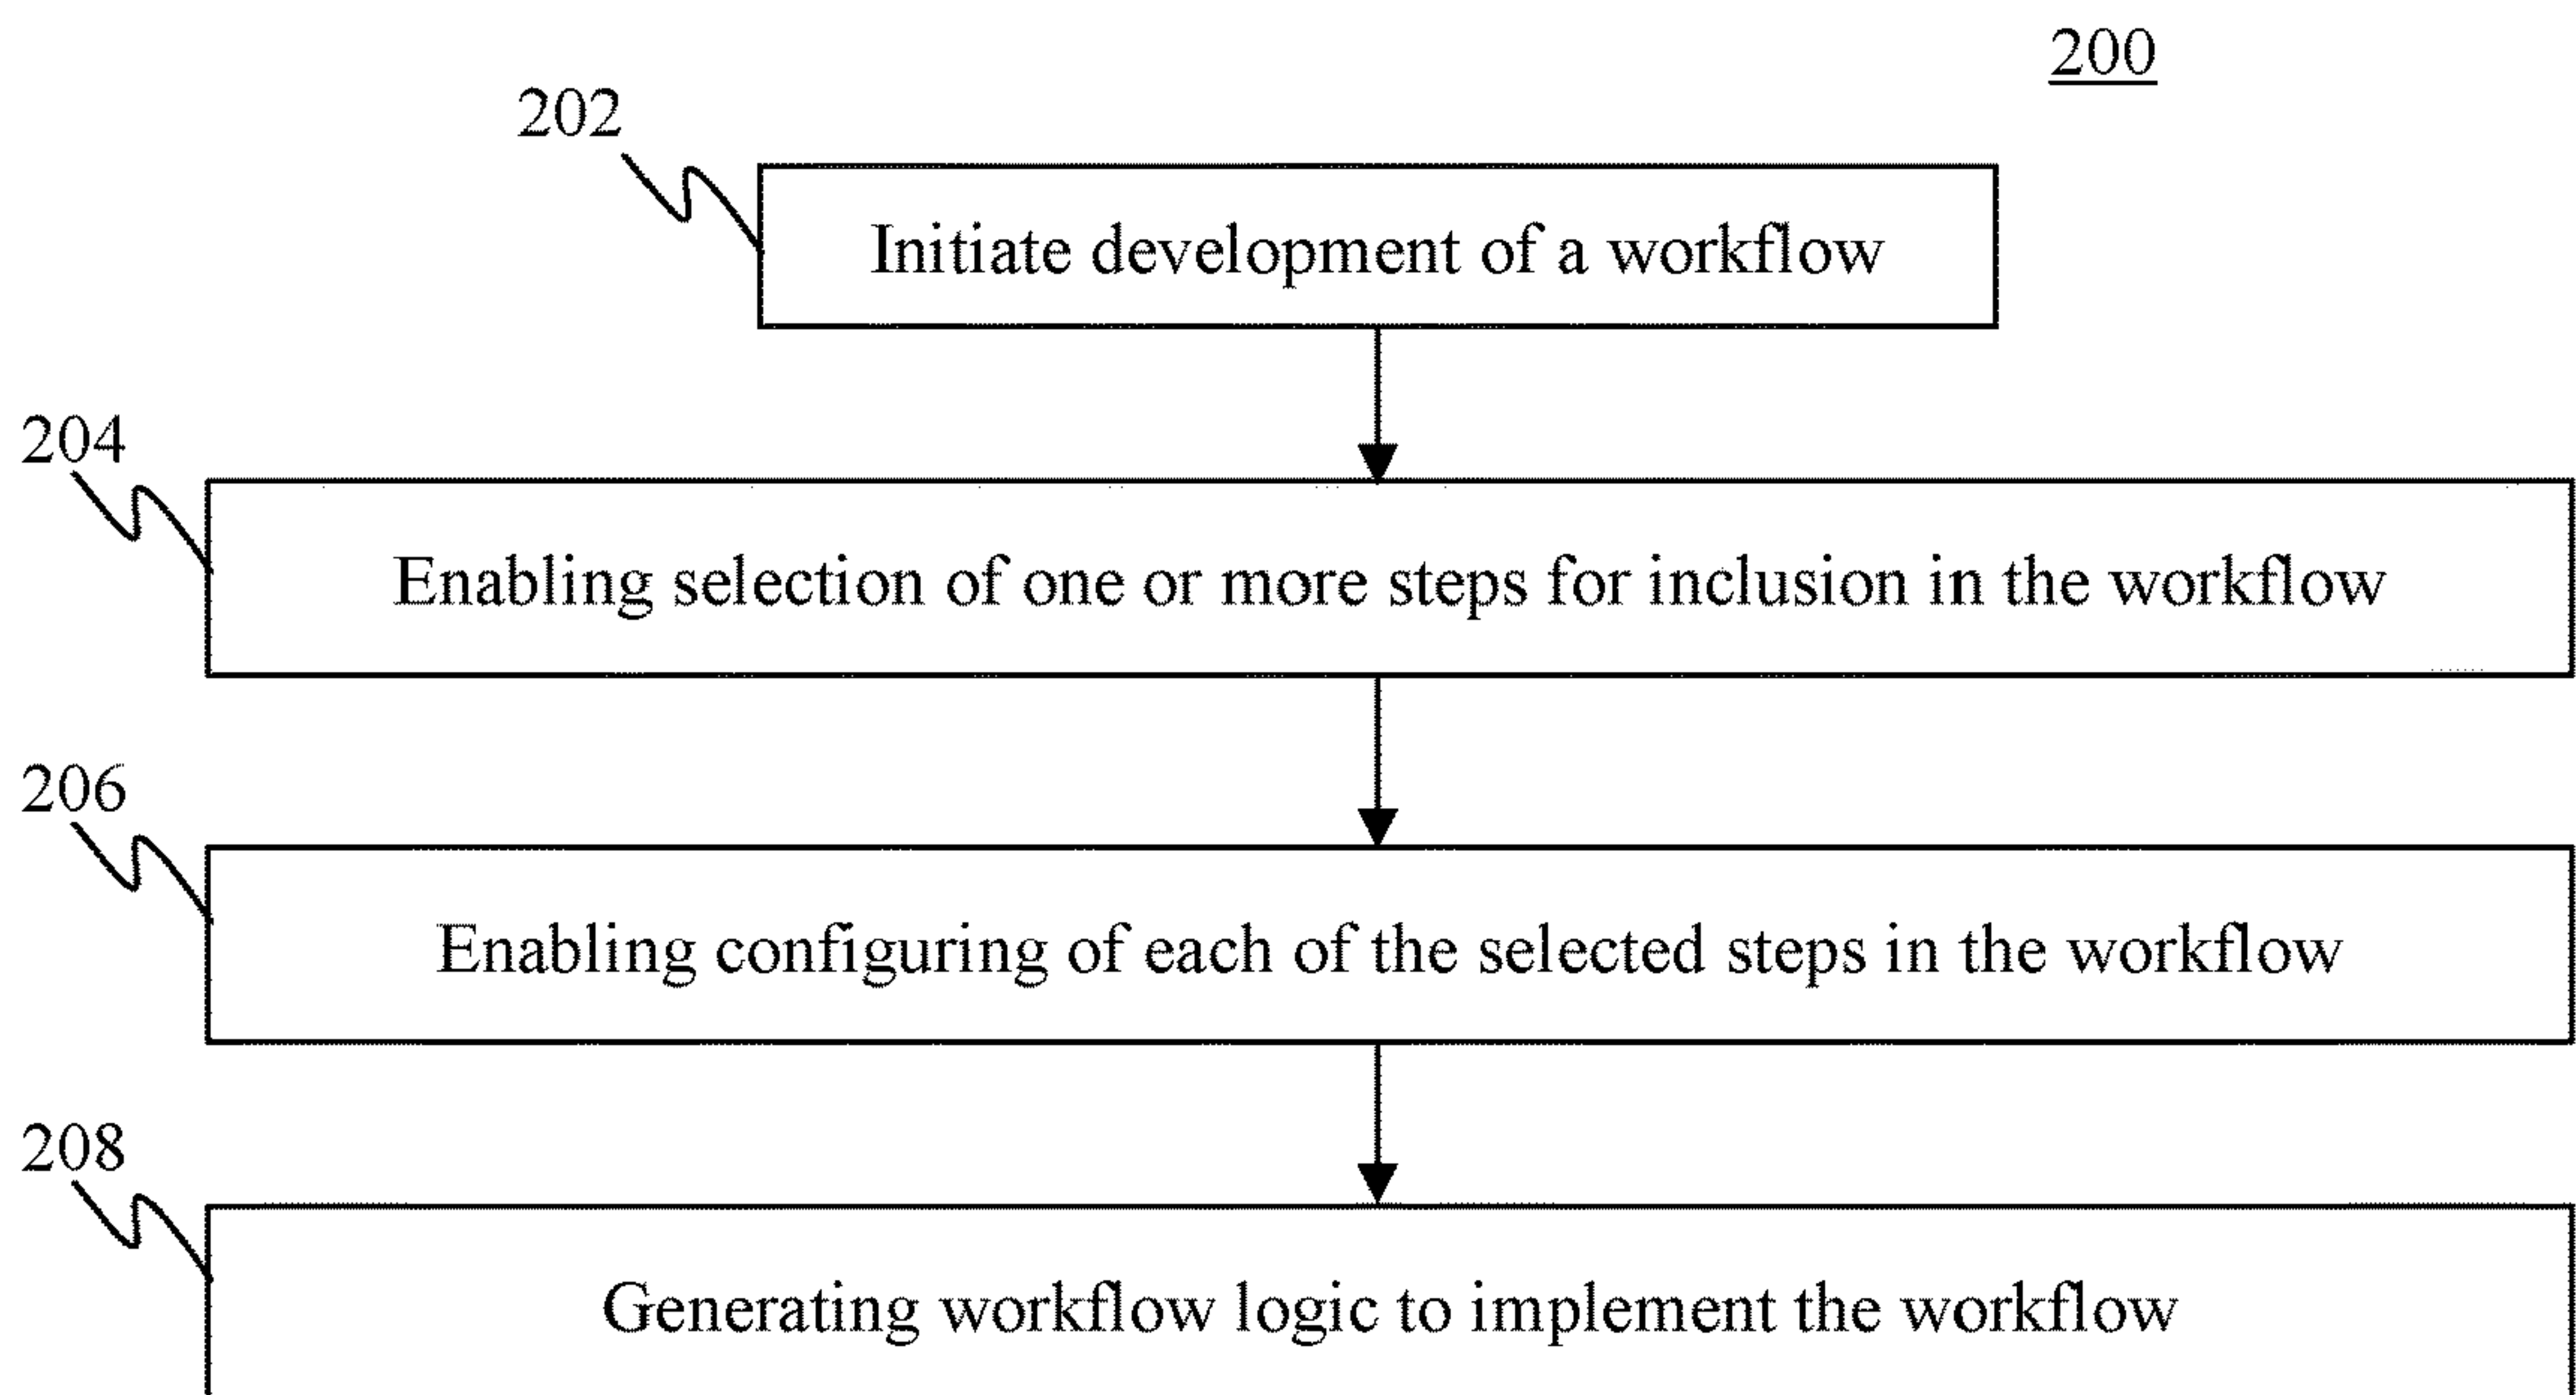 200
202
Initiate development of a workflow
204
Enabling selection of one or more steps for inclusion in the workflow
206
Enabling configuring of each of the selected steps in the workflow
208
Generating workflow logic to implement the workflow